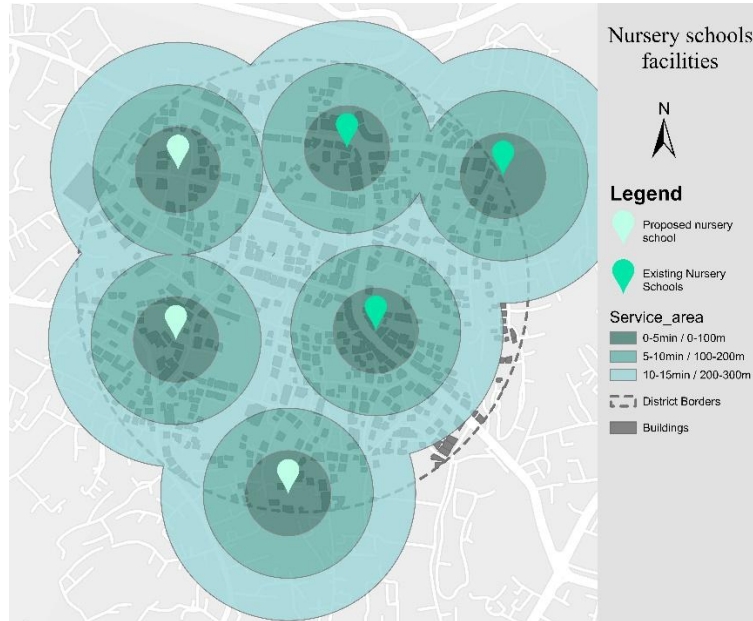 Nursery schools
facilities
N
Legend
Proposed nursery
school
Existing Nursery
Schools
Service_area
0-5min / 0-100m
5-10min / 100-200m
10-15min / 200-300m
District Borders
Buildings